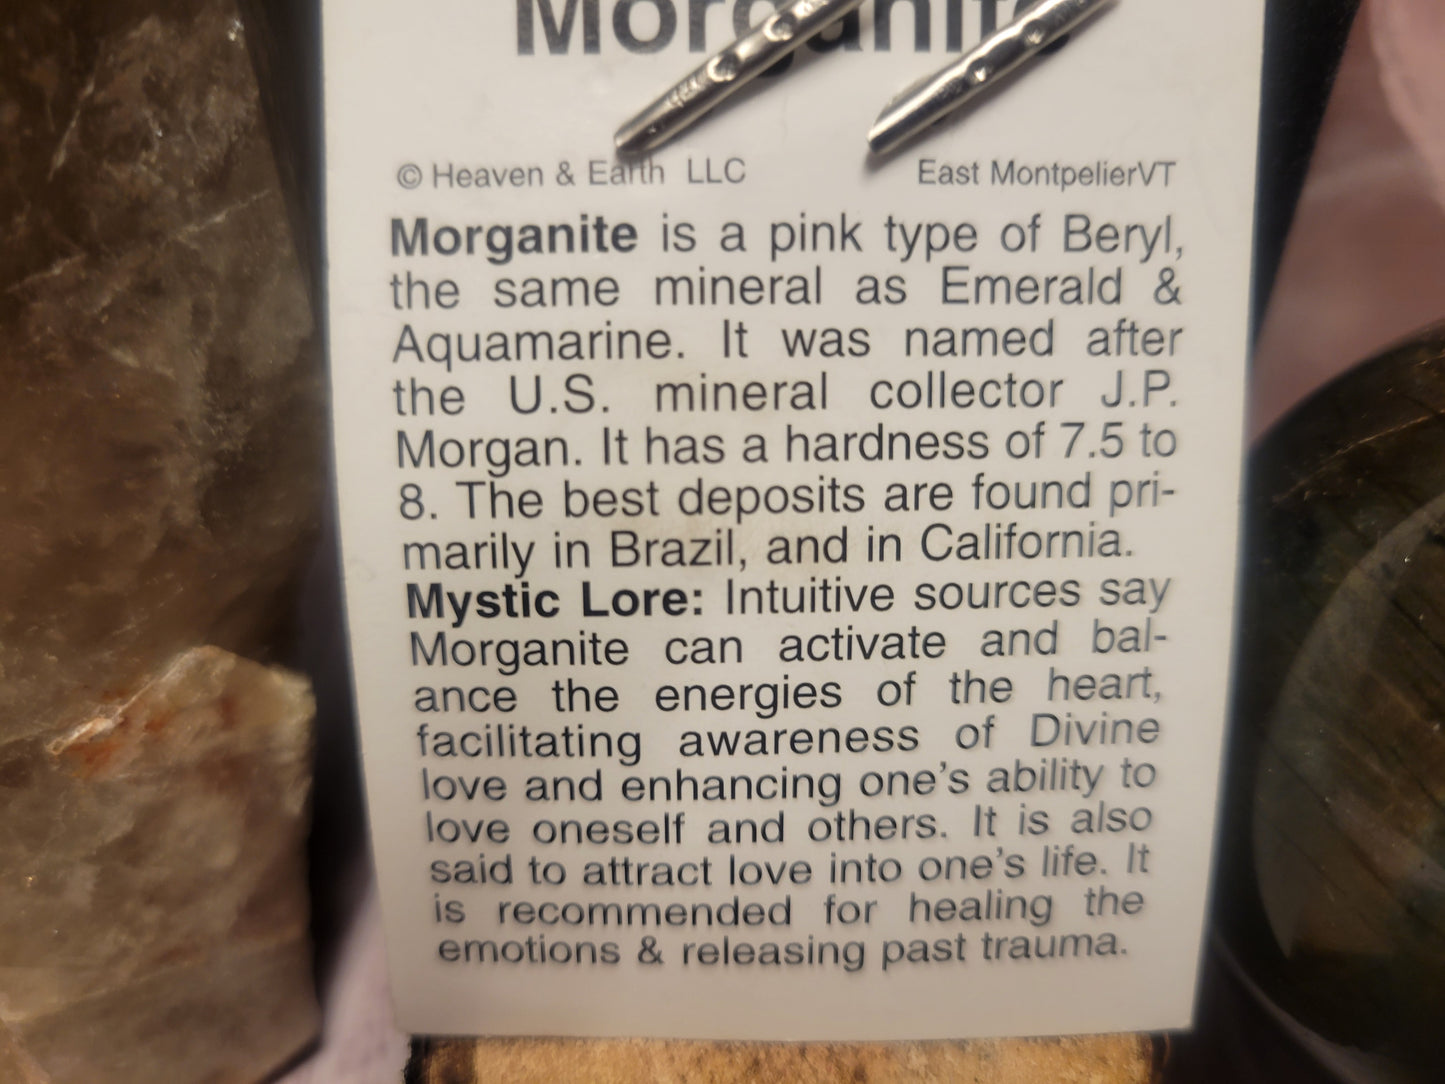 Morganite
© Heaven & Earth LLC East MontpelierVT
Morganite is a pink type of Beryl,
the same mineral as Emerald &
Aquamarine. It was named after
the U.S. mineral collector J.P.
Morgan. It has a hardness of 7.5 to
8. The best deposits are found pri-
marily in Brazil, and in California.
Mystic Lore: Intuitive sources say
Morganite can activate and bal-
ance the energies of the heart,
facilitating awareness of Divine
love and enhancing one's ability to
love oneself and others. It is also
said to attract love into one's life. It
is recommended for healing the
emotions & releasing past trauma.